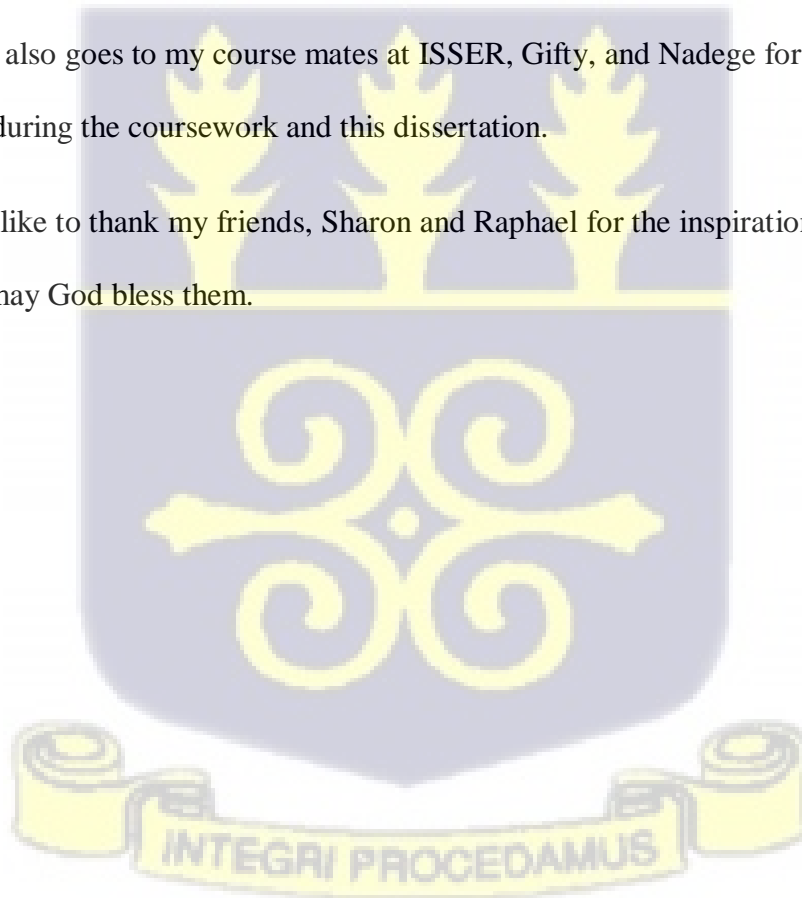 also goes to my course mates at ISSER, Gifty, and Nadege for
during the coursework and this dissertation.
like to thank my friends, Sharon and Raphael for the inspiration
may God bless them.
INTEGRI PROCEDAMUS